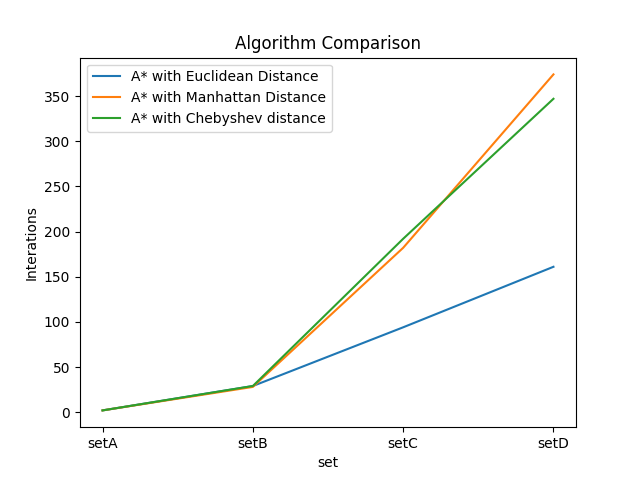 Algorithm Comparison
A* with Euclidean Distance
A* with Manhattan Distance
A* with Chebyshev distance
Interations
350
300
250
200
150
100
50
0
setA
setB
setC
setD
set